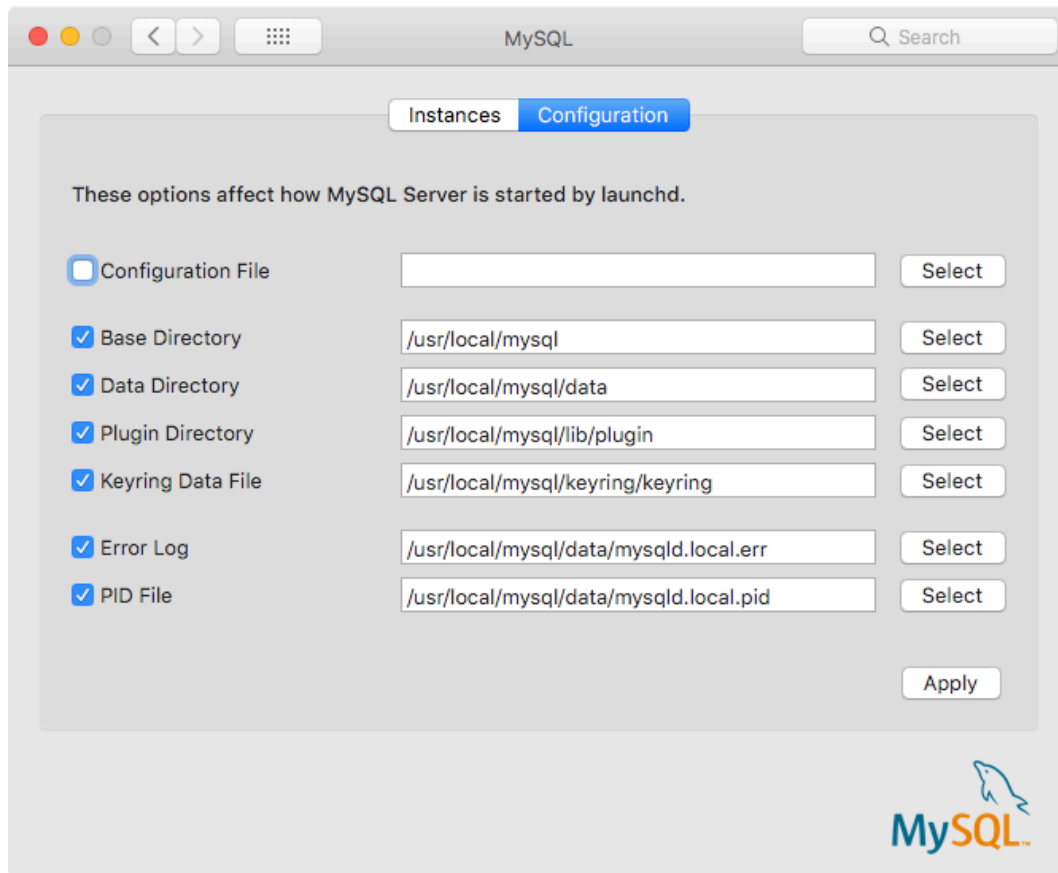 MySQL
Search
Instances Configuration
These options affect how MySQL Server is started by launchd.
Configuration File Select
Base Directory /usr/local/mysql Select
Data Directory /usr/local/mysql/data Select
Plugin Directory /usr/local/mysql/lib/plugin Select
Keyring Data File /usr/local/mysql/keyring/keyring Select
Error Log /usr/local/mysql/data/mysqld.local.err Select
PID File /usr/local/mysql/data/mysqld.local.pid Select
Apply
MySQL™